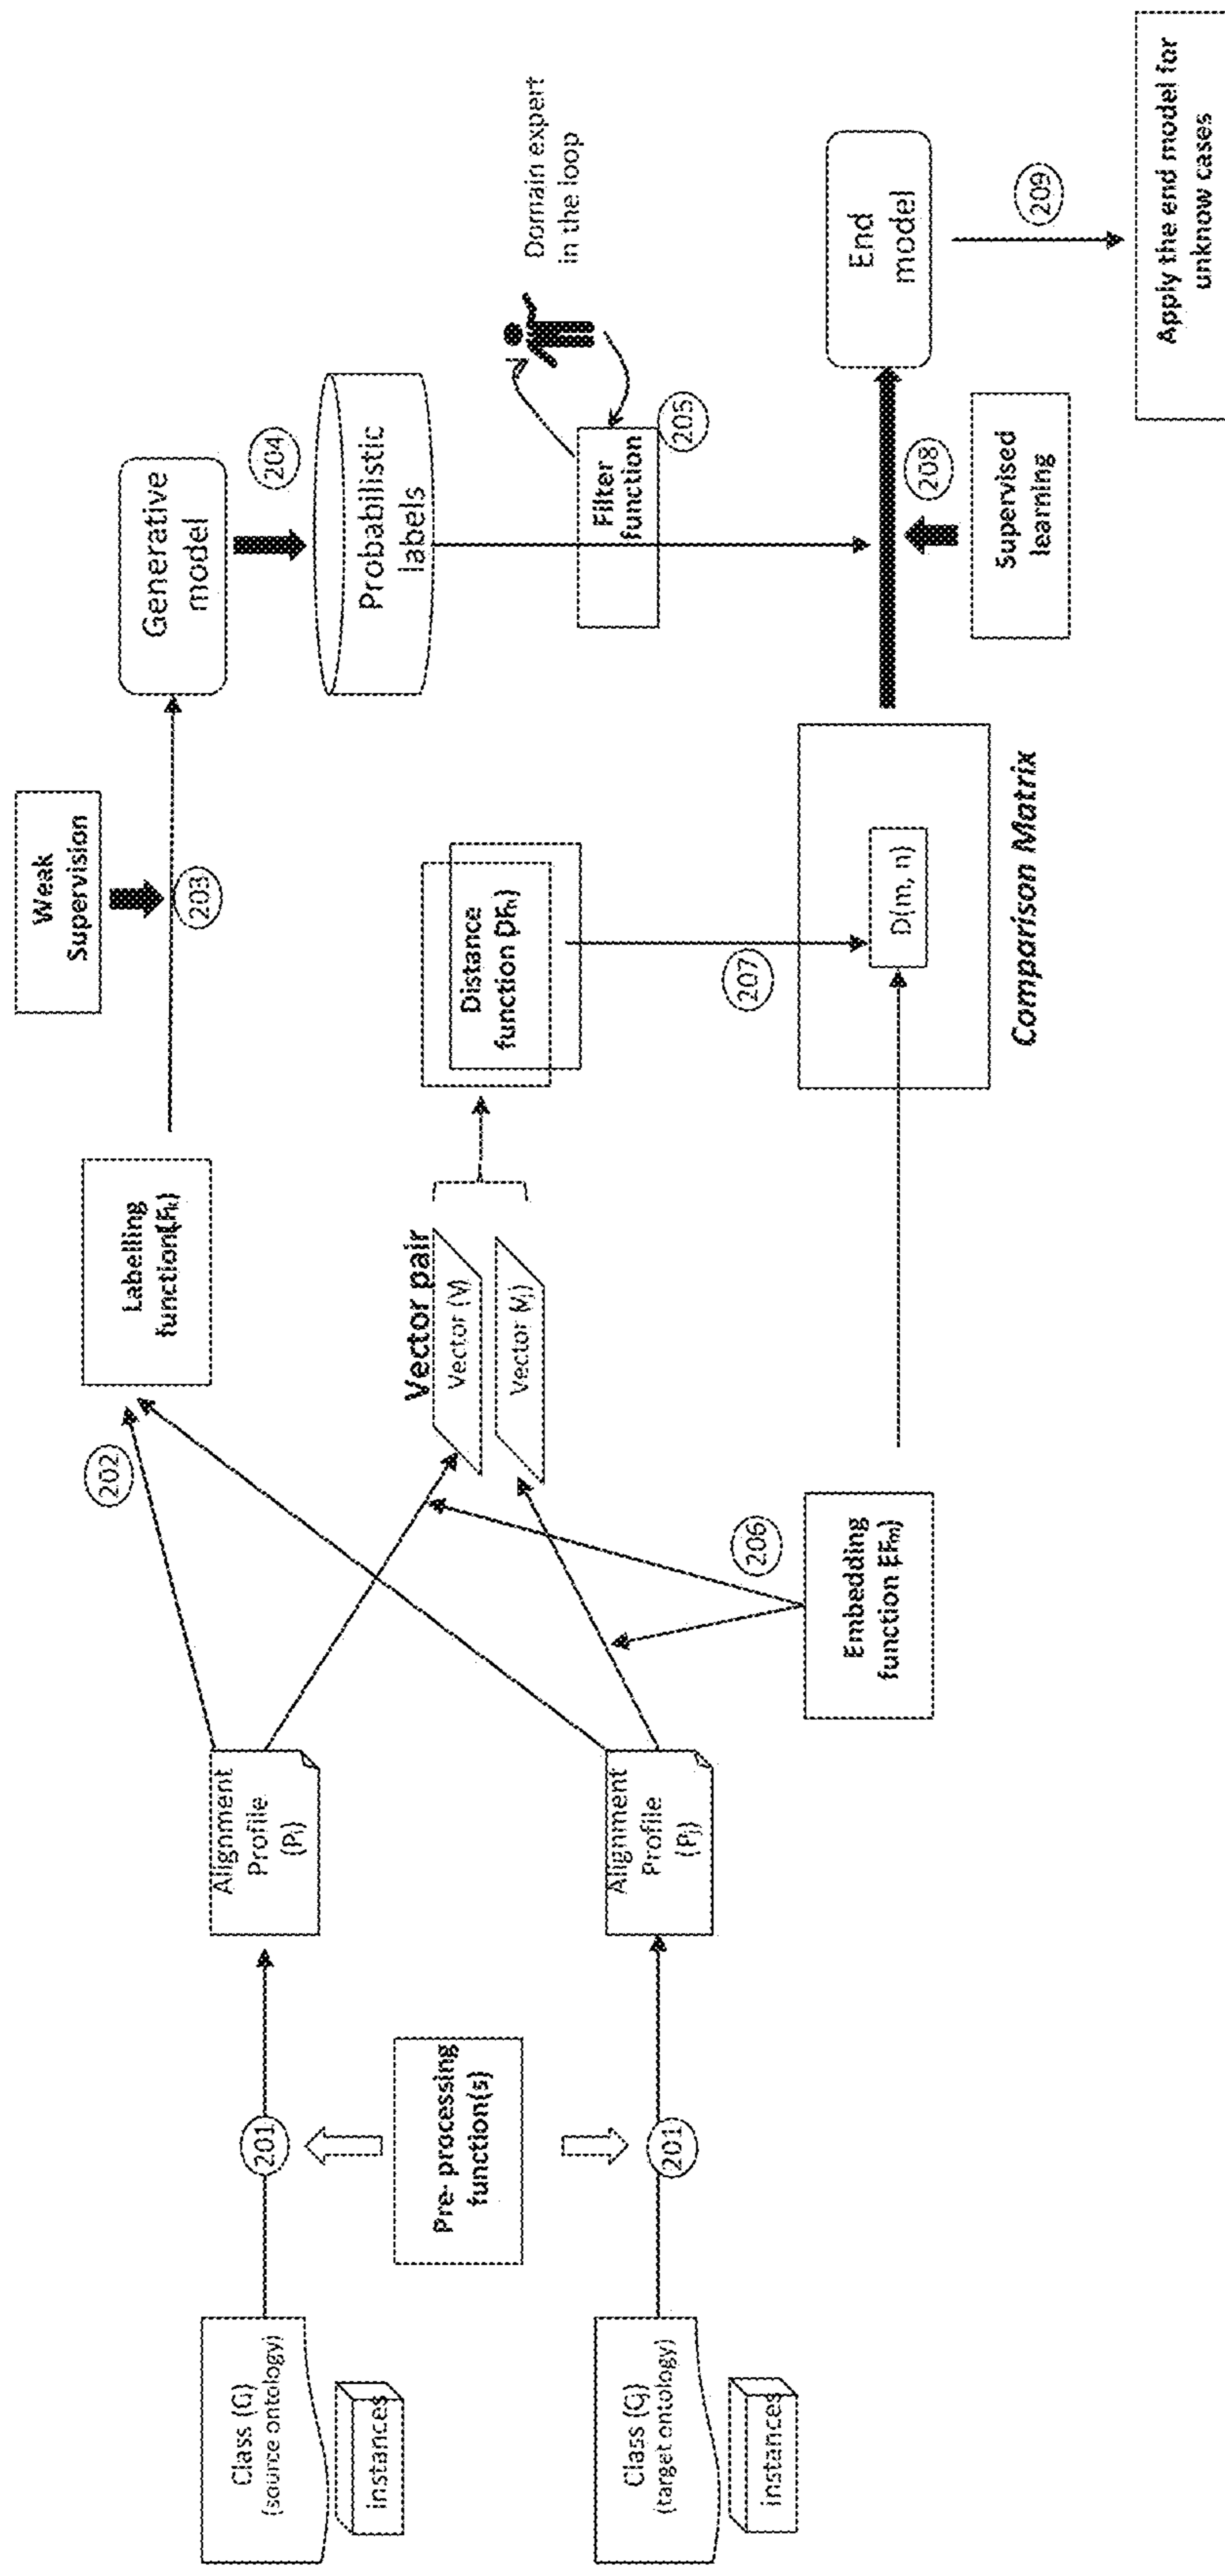 Class (Ci)
(source ontology)
instances
Class (Cj)
(target ontology)
instances
201
Pre- processing
function(s)
201
Alignment
Profile
(Pi)
Alignment
Profile
(Pj)
202
206
Embedding
function EFm)
Labelling
function(Fk)
Vector pair
Vector (Vi)
Vector (Vj)
Weak
Supervision
203
Distance
function (DFn)
207
D(m, n)
Comparison Matrix
Generative
model
204
Probabilistic
labels
Filter
function
205
Domain expert
in the loop
208
Supervised
learning
End
model
209
Apply the end model for
unknow cases